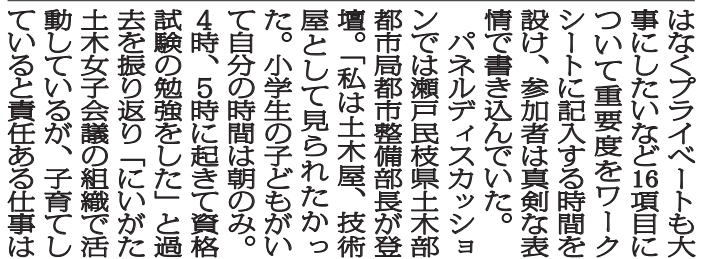 はなくプライベートも大
事にしたいなど16項目に
ついて重要度をワーク
シートに記入する時間を
設け、参加者は真剣な表
情で書き込んでいた。
　パネルディスカッショ
ンでは瀬戸民枝県土木部
都市局都市整備部長が登
壇。「私は土木屋、技術
屋として見られたかっ
た。小学生の子どもがい
て自分の時間は朝のみ。
4時、5時に起きて資格
試験の勉強をした」と過
去を振り返り「にいがた
土木女子会議の組織で活
動しているが、子育てし
ていると責任ある仕事は